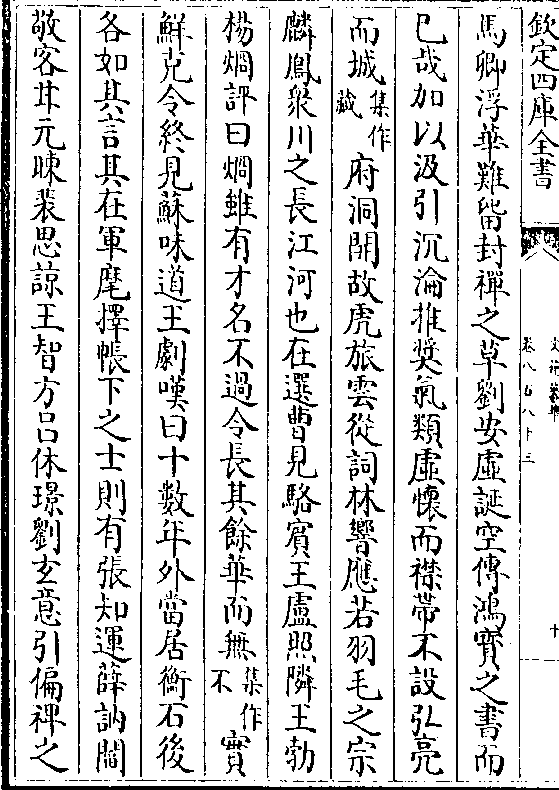 欽定四庫全書
文苑英華
卷八百八十三
十
馬卿浮華難留封禪之草劉安虛誕空傳鴻寶之書而
已哉加以汲引沉淪推奬氣類虛懷而襟帶不設弘亮
而城集作藏府洞開故虎旅雲從詞林響應若羽毛之宗
麟鳳衆川之長江河也在選曹見駱賓王盧照隣王勃
楊烱評曰烱雖有才名不過令長其餘華而無集作不實
鮮克令終見蘇味道王劇嘆曰十數年外當居衡石後
各如其言其在軍麾擇帳下之士則有張知運薛訥閻
敬客丗元暕裴思諒王智方吕休璟劉玄意引偏裨之